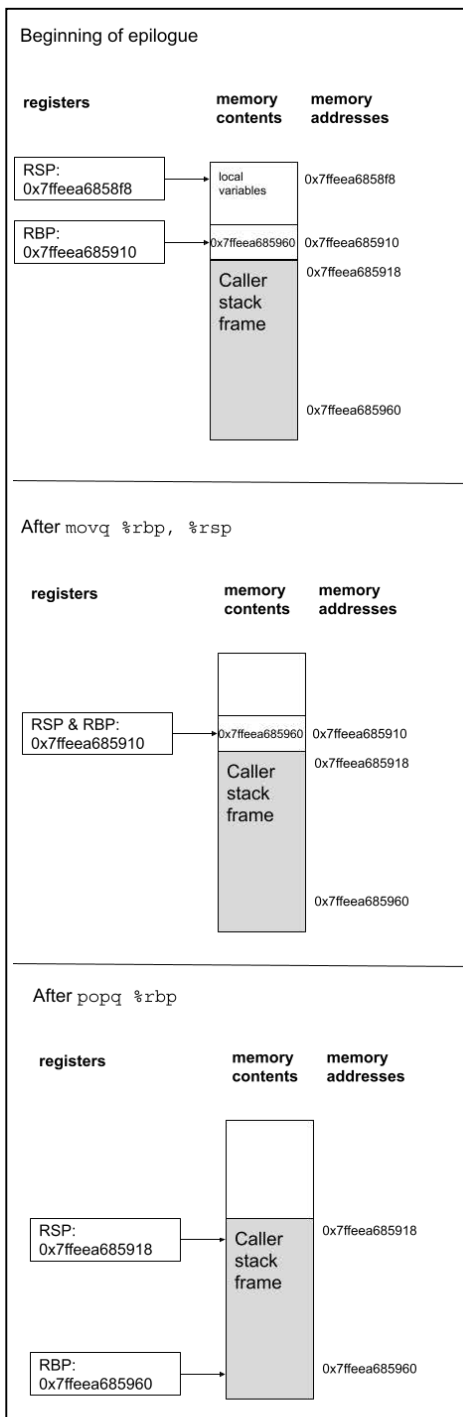 Beginning of epilogue
registers
memory
contents
memory
addresses
RSP:
0x7ffeea6858f8
local
variables
0x7ffeea6858f8
RBP:
0x7ffeea685910
0x7ffeea685960
0x7ffeea685910
0x7ffeea685918
Caller
stack
frame
0x7ffeea685960
After movq %rbp, %rsp
registers
memory
contents
memory
addresses
RSP & RBP:
0x7ffeea685910
0x7ffeea685960
0x7ffeea685910
0x7ffeea685918
Caller
stack
frame
0x7ffeea685960
After popq %rbp
registers
memory
contents
memory
addresses
RSP:
0x7ffeea685918
Caller
stack
frame
0x7ffeea685918
RBP:
0x7ffeea685960
0x7ffeea685960